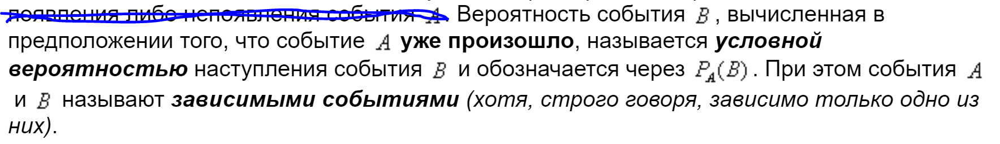 появления либо непоявления события A. Вероятность события B, вычисленная в
предположении того, что событие A уже произошло, называется условной
вероятностью наступления события B и обозначается через P_A(B). При этом события A
и B называют зависимыми событиями (хотя, строго говоря, зависимо только одно из
них).